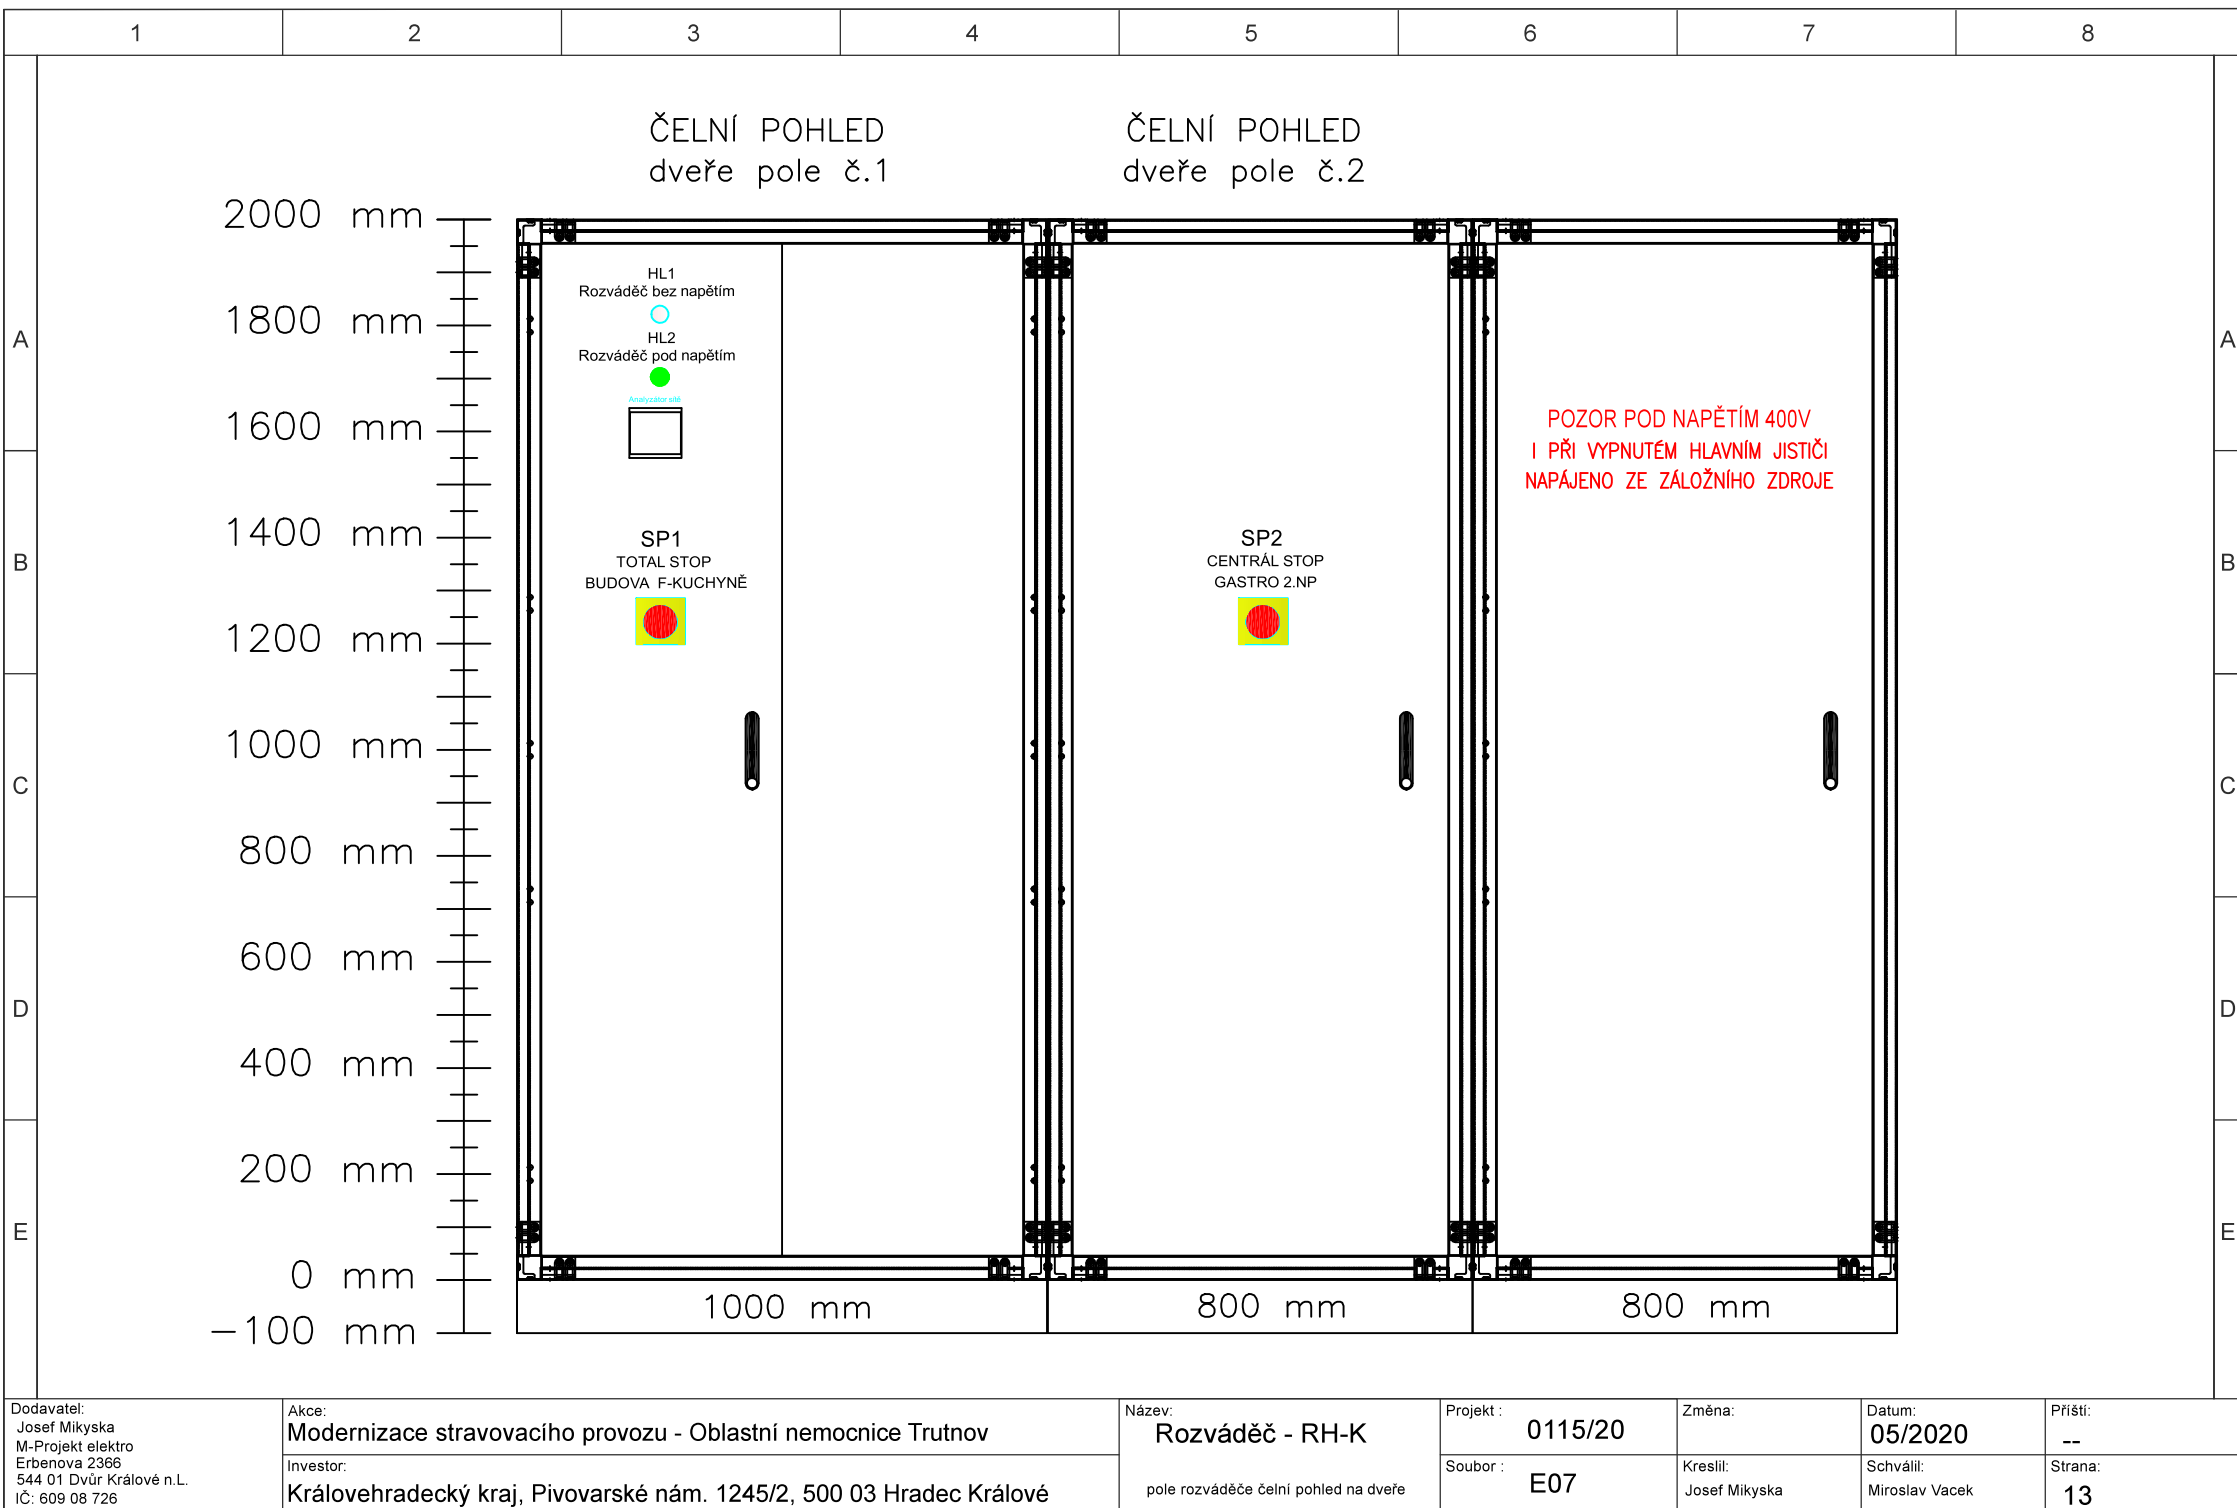 1 2 3 4 5 6 7 8
ČELNÍ POHLED
dveře pole č.1
ČELNÍ POHLED
dveře pole č.2
2000 mm
1800 mm
1600 mm
1400 mm
1200 mm
1000 mm
800 mm
600 mm
400 mm
200 mm
0 mm
-100 mm
A
B
C
D
E
HL1
Rozváděč bez napětím
HL2
Rozváděč pod napětím
Analyzátor sítě
SP1
TOTAL STOP
BUDOVA F-KUCHYNĚ
SP2
CENTRÁL STOP
GASTRO 2.NP
POZOR POD NAPĚTÍM 400V
I PŘI VYPNUTÉM HLAVNÍM JISTIČI
NAPÁJENO ZE ZÁLOŽNÍHO ZDROJE
A
B
C
D
E
1000 mm
800 mm
800 mm
Dodavatel:
Josef Mikyska
M-Projekt elektro
Erbenova 2366
544 01 Dvůr Králové n.L.
IČ: 609 08 726
Akce:
Modernizace stravovacího provozu - Oblastní nemocnice Trutnov
Investor:
Královehradecký kraj, Pivovarské nám. 1245/2, 500 03 Hradec Králové
Název:
Rozváděč - RH-K
pole rozváděče čelní pohled na dveře
Projekt :
0115/20
Soubor :
E07
Změna:
Kreslil:
Josef Mikyska
Datum:
05/2020
Schválil:
Miroslav Vacek
Příští:
--
Strana:
13